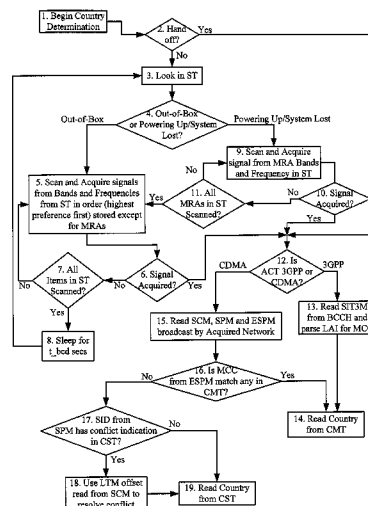 1. Begin Country
Determination
2. Hand
off?
Yes
No
3. Look in ST
4. Out-of-Box
or Powering Up/System
Lost?
Out-of-Box
Powering Up/System Lost
9. Scan and Acquire
signal from MRA Bands
and Frequency in ST
5. Scan and Acquire signals
from Bands and Frequencies
from ST in order (highest
preference first) stored except
for MRAs
No
Yes
11. All
MRAs in ST
Scanned?
No
10. Signal
Acquired?
Yes
7. All
Items in ST
Scanned?
No
No
6. Signal
Acquired?
Yes
Yes
8. Sleep for
t_bcd secs
CDMA
12. Is
ACT 3GPP or
CDMA?
3GPP
13. Read ST3M
from BCCH and
parse LAI for MCC
15. Read SCM, SPM and ESPM
broadcast by Acquired Network
No
16. Is MCC
from ESPM match any in
CMT?
Yes
14. Read Country
from CMT
17. SID from
SPM has conflict indication
in CST?
No
Yes
18. Use LTM offset
read from SCM to
resolve conflict
19. Read Country
from CST